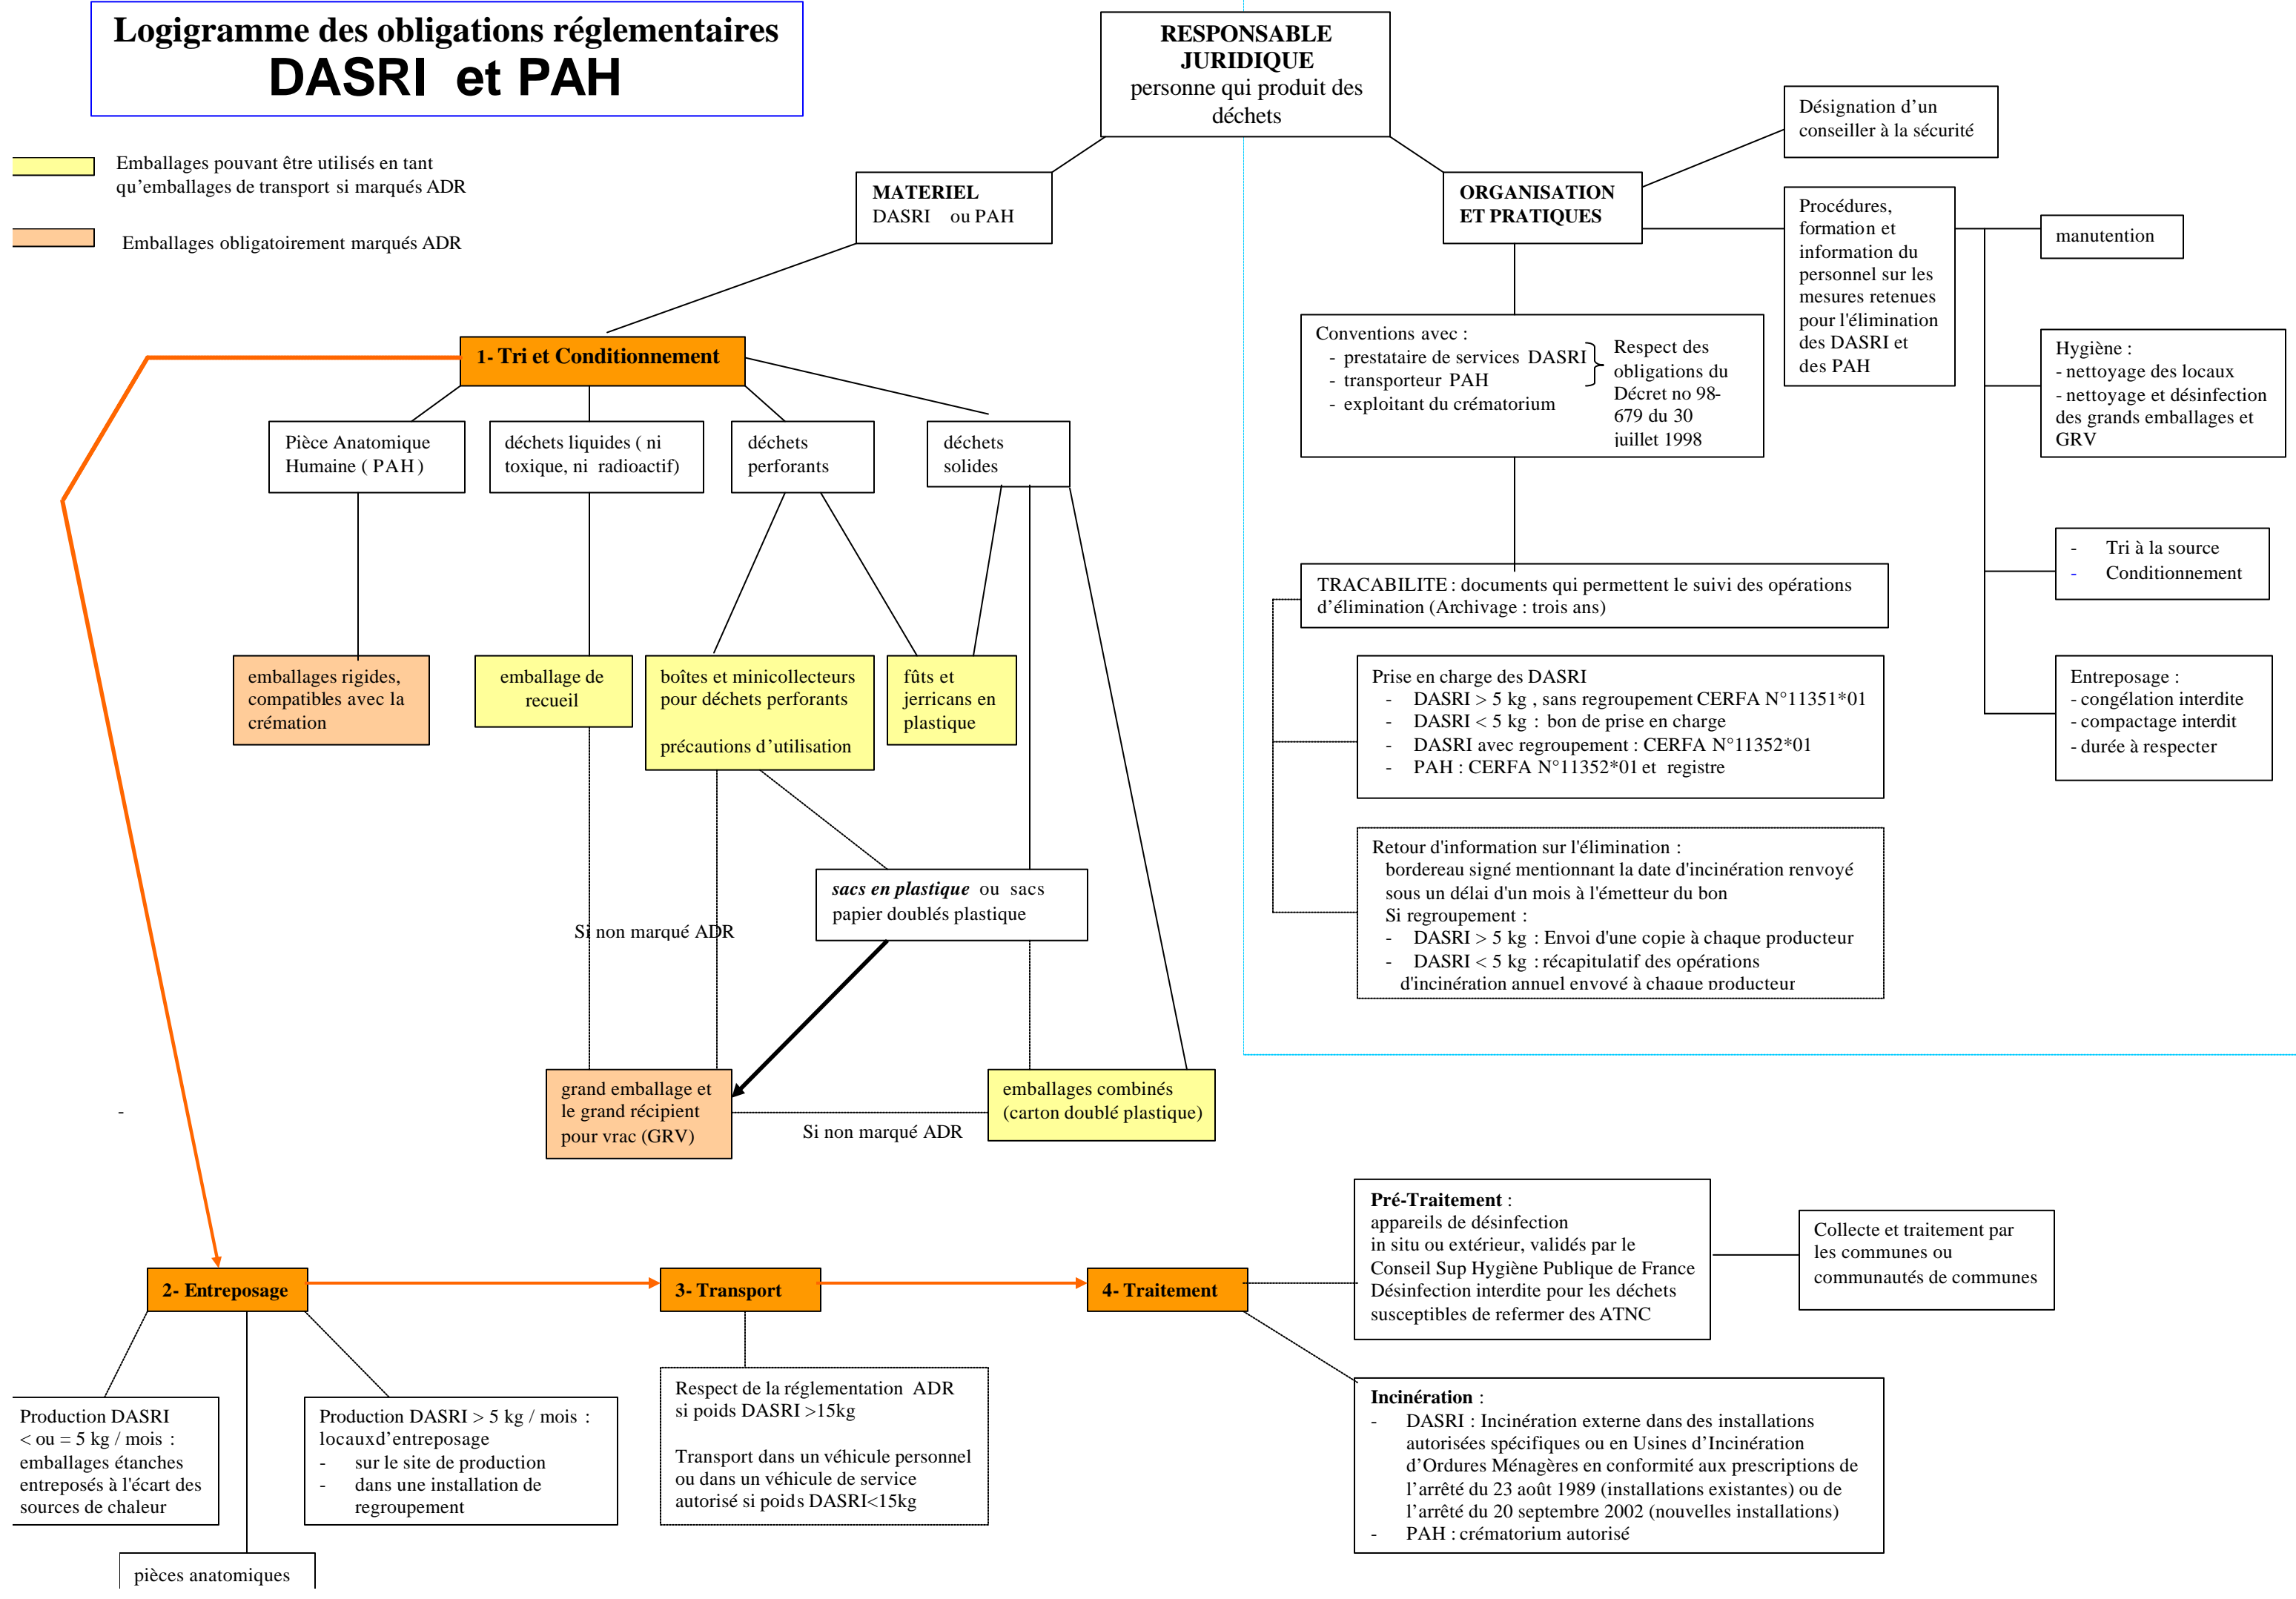 Logigramme des obligations réglementaires
DASRI et PAH
Emballages pouvant être utilisés en tant
qu'emballages de transport si marqués ADR
Emballages obligatoirement marqués ADR
RESPONSABLE
JURIDIQUE
personne qui produit des
déchets
MATERIEL
DASRI ou PAH
ORGANISATION
ET PRATIQUES
Désignation d'un
conseiller à la sécurité
Procédures,
formation et
information du
personnel sur les
mesures retenues
pour l'élimination
des DASRI et
des PAH
manutention
Hygiène :
- nettoyage des locaux
- nettoyage et désinfection
des grands emballages et
GRV
- Tri à la source
- Conditionnement
Entreposage :
- congélation interdite
- compactage interdit
- durée à respecter
Conventions avec :
- prestataire de services DASRI
- transporteur PAH
- exploitant du crématorium
Respect des
obligations du
Décret no 98-
679 du 30
juillet 1998
TRACABILITE : documents qui permettent le suivi des opérations
d'élimination (Archivage : trois ans)
Prise en charge des DASRI
- DASRI > 5 kg , sans regroupement CERFA N°11351*01
- DASRI < 5 kg : bon de prise en charge
- DASRI avec regroupement : CERFA N°11352*01
- PAH : CERFA N°11352*01 et registre
Retour d'information sur l'élimination :
bordereau signé mentionnant la date d'incinération renvoyé
sous un délai d'un mois à l'émetteur du bon
Si regroupement :
- DASRI > 5 kg : Envoi d'une copie à chaque producteur
- DASRI < 5 kg : récapitulatif des opérations
d'incinération annuel envoyé à chaque producteur
1- Tri et Conditionnement
Pièce Anatomique
Humaine ( PAH )
déchets liquides ( ni
toxique, ni radioactif)
déchets
perforants
déchets
solides
emballages rigides,
compatibles avec la
crémation
emballage de
recueil
boîtes et minicollecteurs
pour déchets perforants
précautions d'utilisation
fûts et
jerricans en
plastique
sacs en plastique ou sacs
papier doublés plastique
Si non marqué ADR
grand emballage et
le grand récipient
pour vrac (GRV)
Si non marqué ADR
emballages combinés
(carton doublé plastique)
-
2- Entreposage
3- Transport
4- Traitement
Pré-Traitement :
appareils de désinfection
in situ ou extérieur, validés par le
Conseil Sup Hygiène Publique de France
Désinfection interdite pour les déchets
susceptibles de refermer des ATNC
Collecte et traitement par
les communes ou
communautés de communes
Production DASRI
< ou = 5 kg / mois :
emballages étanches
entreposés à l'écart des
sources de chaleur
Production DASRI > 5 kg / mois :
locauxd'entreposage
- sur le site de production
- dans une installation de
regroupement
pièces anatomiques
Respect de la réglementation ADR
si poids DASRI >15kg
Transport dans un véhicule personnel
ou dans un véhicule de service
autorisé si poids DASRI<15kg
Incinération :
- DASRI : Incinération externe dans des installations
autorisées spécifiques ou en Usines d'Incinération
d'Ordures Ménagères en conformité aux prescriptions de
l'arrêté du 23 août 1989 (installations existantes) ou de
l'arrêté du 20 septembre 2002 (nouvelles installations)
- PAH : crématorium autorisé